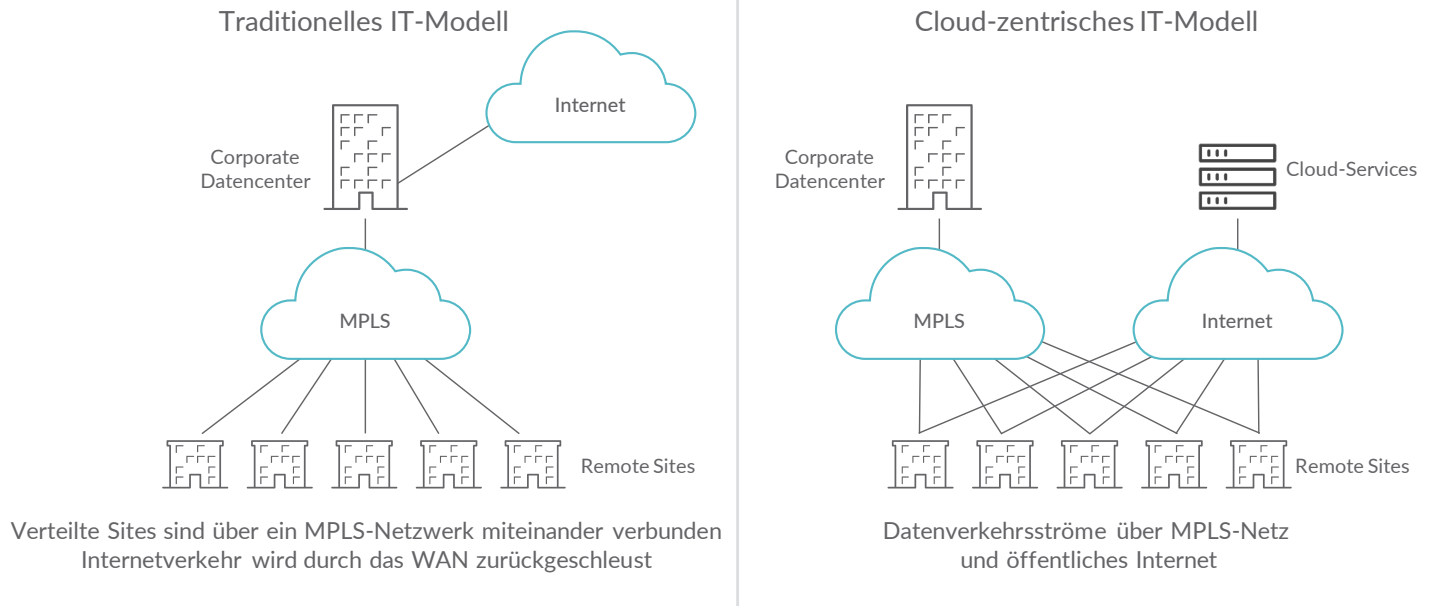 Traditionelles IT-Modell
Internet
Corporate
Datencenter
MPLS
Remote Sites
Verteilte Sites sind über ein MPLS-Netzwerk miteinander verbunden
Internetverkehr wird durch das WAN zurückgeschleust
Cloud-zentrisches IT-Modell
Corporate
Datencenter
Cloud-Services
MPLS
Internet
Remote Sites
Datenverkehrsströme über MPLS-Netz
und öffentliches Internet